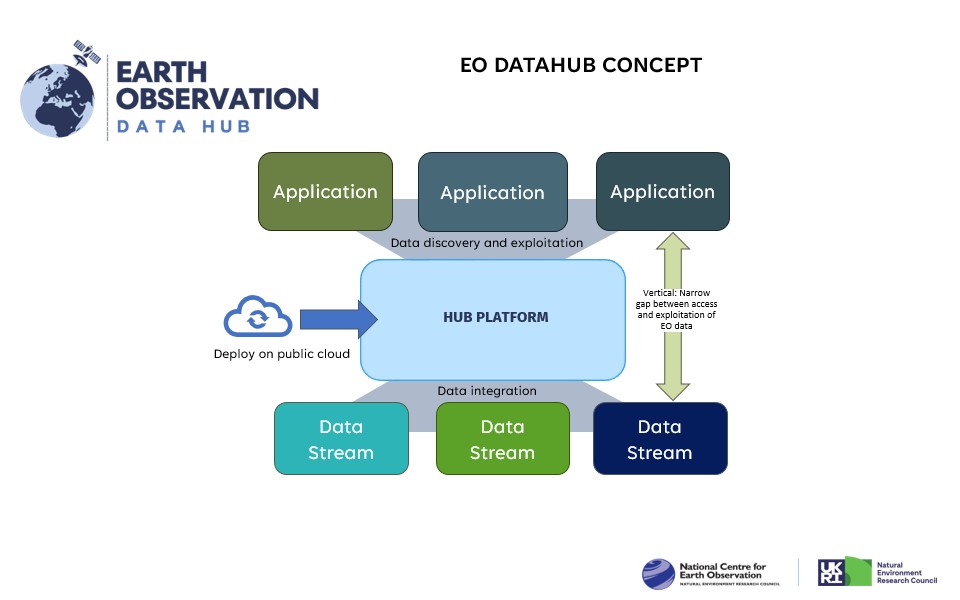 EO DATAHUB CONCEPT
EARTH
OBSERVATION
DATA HUB
Application
Application
Application
Data discovery and exploitation
Vertical: Narrow
gap between access
and exploitation of
EO data
HUB PLATFORM
Deploy on public cloud
Data integration
Data
Stream
Data
Stream
Data
Stream
National Centre for
Earth Observation
NATURAL ENVIRONMENT RESEARCH COUNCIL
UK
RI
Natural
Environment
Research Council